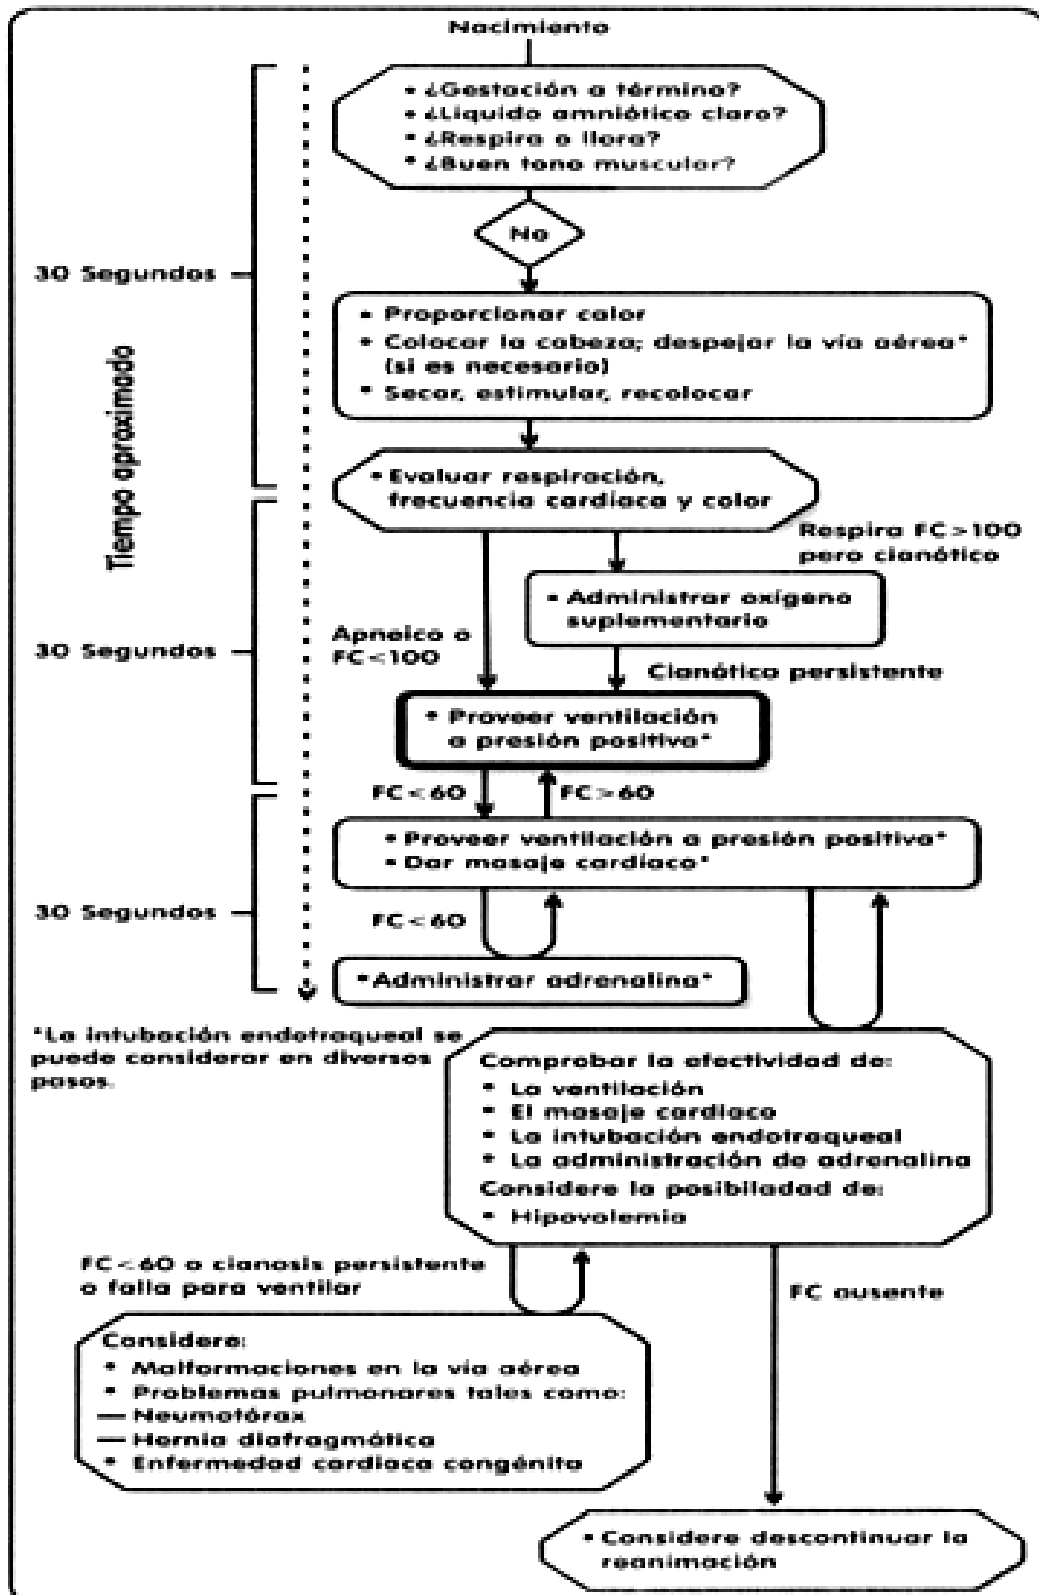 Nacimiento
• ¿Gestación a término?
• ¿Liquido amniótico claro?
• ¿Respira o llora?
• ¿Buen tono muscular?
No
30 Segundos
• Proporcionar calor
• Colocar la cabeza; despejar la vía aérea*
(si es necesario)
• Secar, estimular, recolocar
Tiempo aproximado
• Evaluar respiración,
frecuencia cardíaca y color
Respira FC>100
pero cianótico
• Administrar oxígeno
suplementario
Apneico o
FC<100
30 Segundos
Cianótica persistente
• Proveer ventilación
a presión positiva*
FC<60
FC>60
• Proveer ventilación a presión positiva*
• Dar masaje cardíaco*
30 Segundos
FC<60
• Administrar adrenalina*
*La intubación endotraqueal se
puede considerar en diversos
pasos.
Comprobar la efectividad de:
• La ventilación
• El masaje cardiaco
• La intubación endotraqueal
• La administración de adrenalina
Considere la posibiladad de:
• Hipovolemia
FC<60 o cianosis persistente
o falla para ventilar
FC ausente
Considere:
• Malformaciones en la vía aérea
• Problemas pulmonares tales como:
— Neumotórax
— Hernia diafragmática
• Enfermedad cardiaca congénita
• Considere descontinuar la
reanimación